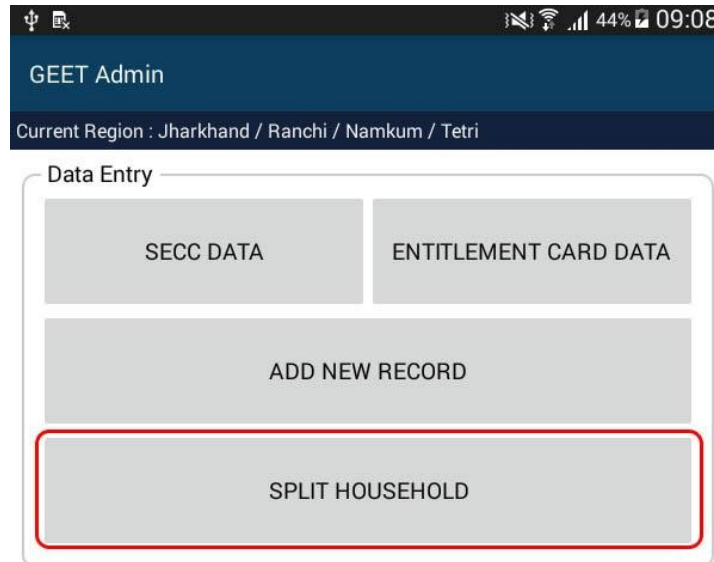 44% 09:08
GEET Admin
Current Region : Jharkhand / Ranchi / Namkum / Tetri
Data Entry
SECC DATA
ENTITLEMENT CARD DATA
ADD NEW RECORD
SPLIT HOUSEHOLD